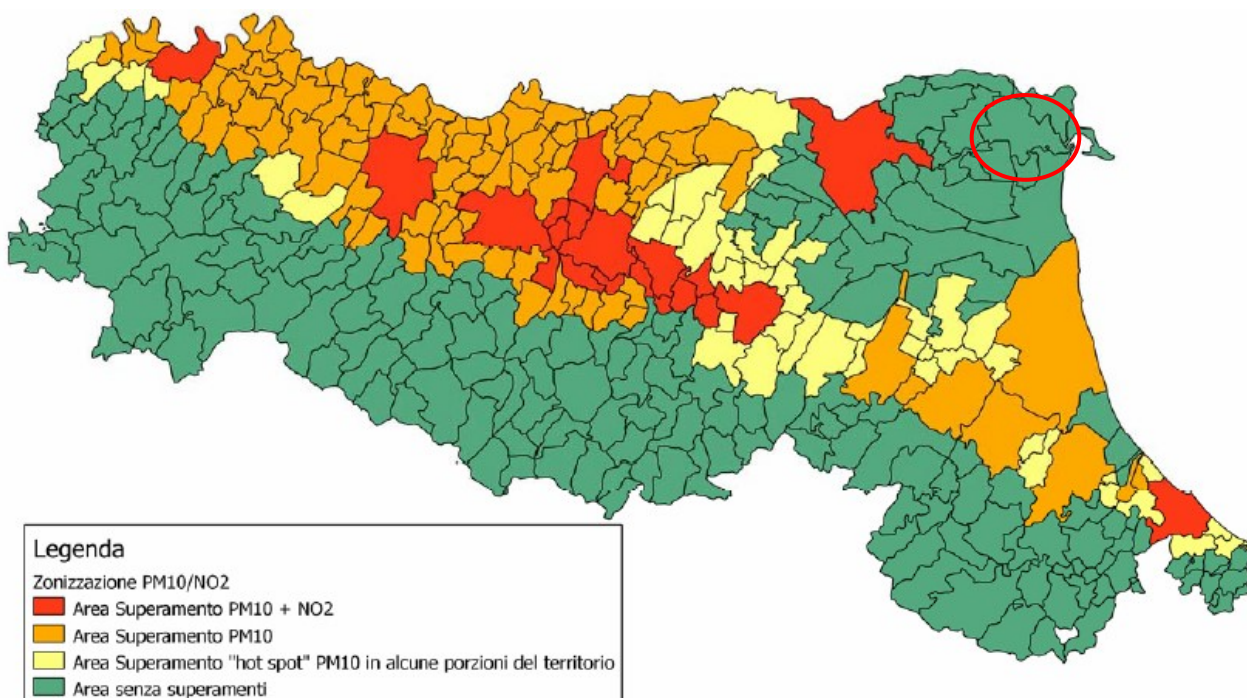 Legenda
Zonizzazione PM10/NO2
Area Superamento PM10 + NO2
Area Superamento PM10
Area Superamento "hot spot" PM10 in alcune porzioni del territorio
Area senza superamenti